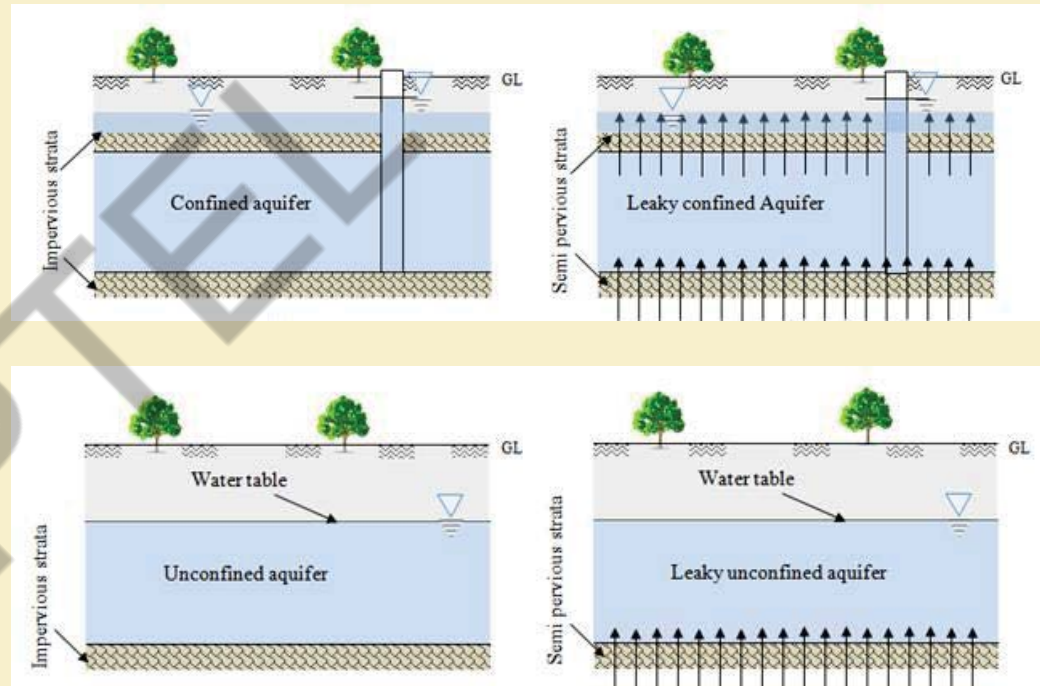 GL
Impervious strata
Confined aquifer
GL
Semi pervious strata
Leaky confined Aquifer
GL
Water table
Impervious strata
Unconfined aquifer
GL
Water table
Semi pervious strata
Leaky unconfined aquifer
PTEL